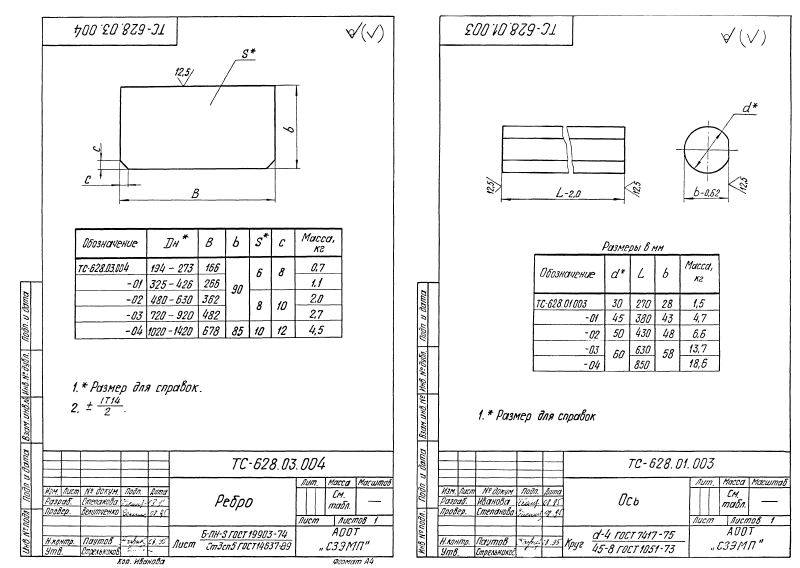 ТС-628.03.004
√(√)
S*
12,5
b
c
c
B
Обозначение Dн* B b S* c Масса, кг
ТС-628.03.004 194 – 273 166 90 6 8 0.7
-01 325 – 426 266 1.1
-02 480 – 630 362 8 10 2.0
-03 720 – 920 482 2.7
-04 1020 – 1420 678 85 10 12 4,5
1.* Размер для справок.
2. ± IT14/2.
ТС-628.03.004
Ребро
Лит. Масса Масштаб
См. табл. —
Лист Листов 1
Изм. Лист № докум. Подп. Дата
Разраб. Степанова
Провер.
Н.контр. Паутов
Утв. Стрельников
Лист Б-ПН-S ГОСТ 19903-74
Ст3сп5 ГОСТ 14637-89
АООТ
„СЗЭМП"
Коп. Иванова Формат А4
Инв № подл. Подп. и дата Взам. инв. № Инв. № дубл. Подп. и дата
ТС-628.01.003
√(√)
d*
12,5
12,5
12,5
L-2,0
b-0.62
Размеры в мм
Обозначение d* L b Масса, кг
ТС-628.01.003 30 270 28 1,5
-01 45 380 43 4,7
-02 50 430 48 6,6
-03 60 630 58 13,7
-04 850 18,6
1.* Размер для справок
ТС-628.01.003
Ось
Лит. Масса Масштаб
См. табл. —
Лист Листов 1
Изм. Лист № докум. Подп. Дата
Разраб. Иванова
Провер. Степанова
Н.контр. Паутов
Утв. Стрельников
Круг d-4 ГОСТ 7417-75
45-8 ГОСТ 1051-73
АООТ
„СЗЭМП"
Инв № подл. Подп. и дата Взам. инв. № Инв. № дубл. Подп. и дата